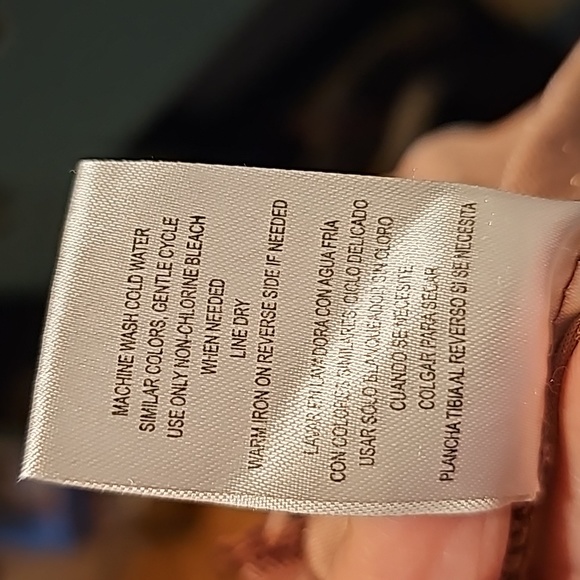 MACHINE WASH COLD WATER
SIMILAR COLORS, GENTLE CYCLE
USE ONLY NON-CHLORINE BLEACH
WHEN NEEDED
LINE DRY
WARM IRON ON REVERSE SIDE IF NEEDED
LAVAR EN LAVADORA CON AGUA FRÍA
CON COLORES SIMILARES, CICLO DELICADO
USAR SOLO BLANQUEADOR SIN CLORO
CUANDO SE NECESITE
COLGAR PARA SECAR
PLANCHA TIBIA AL REVERSO SI SE NECESITA